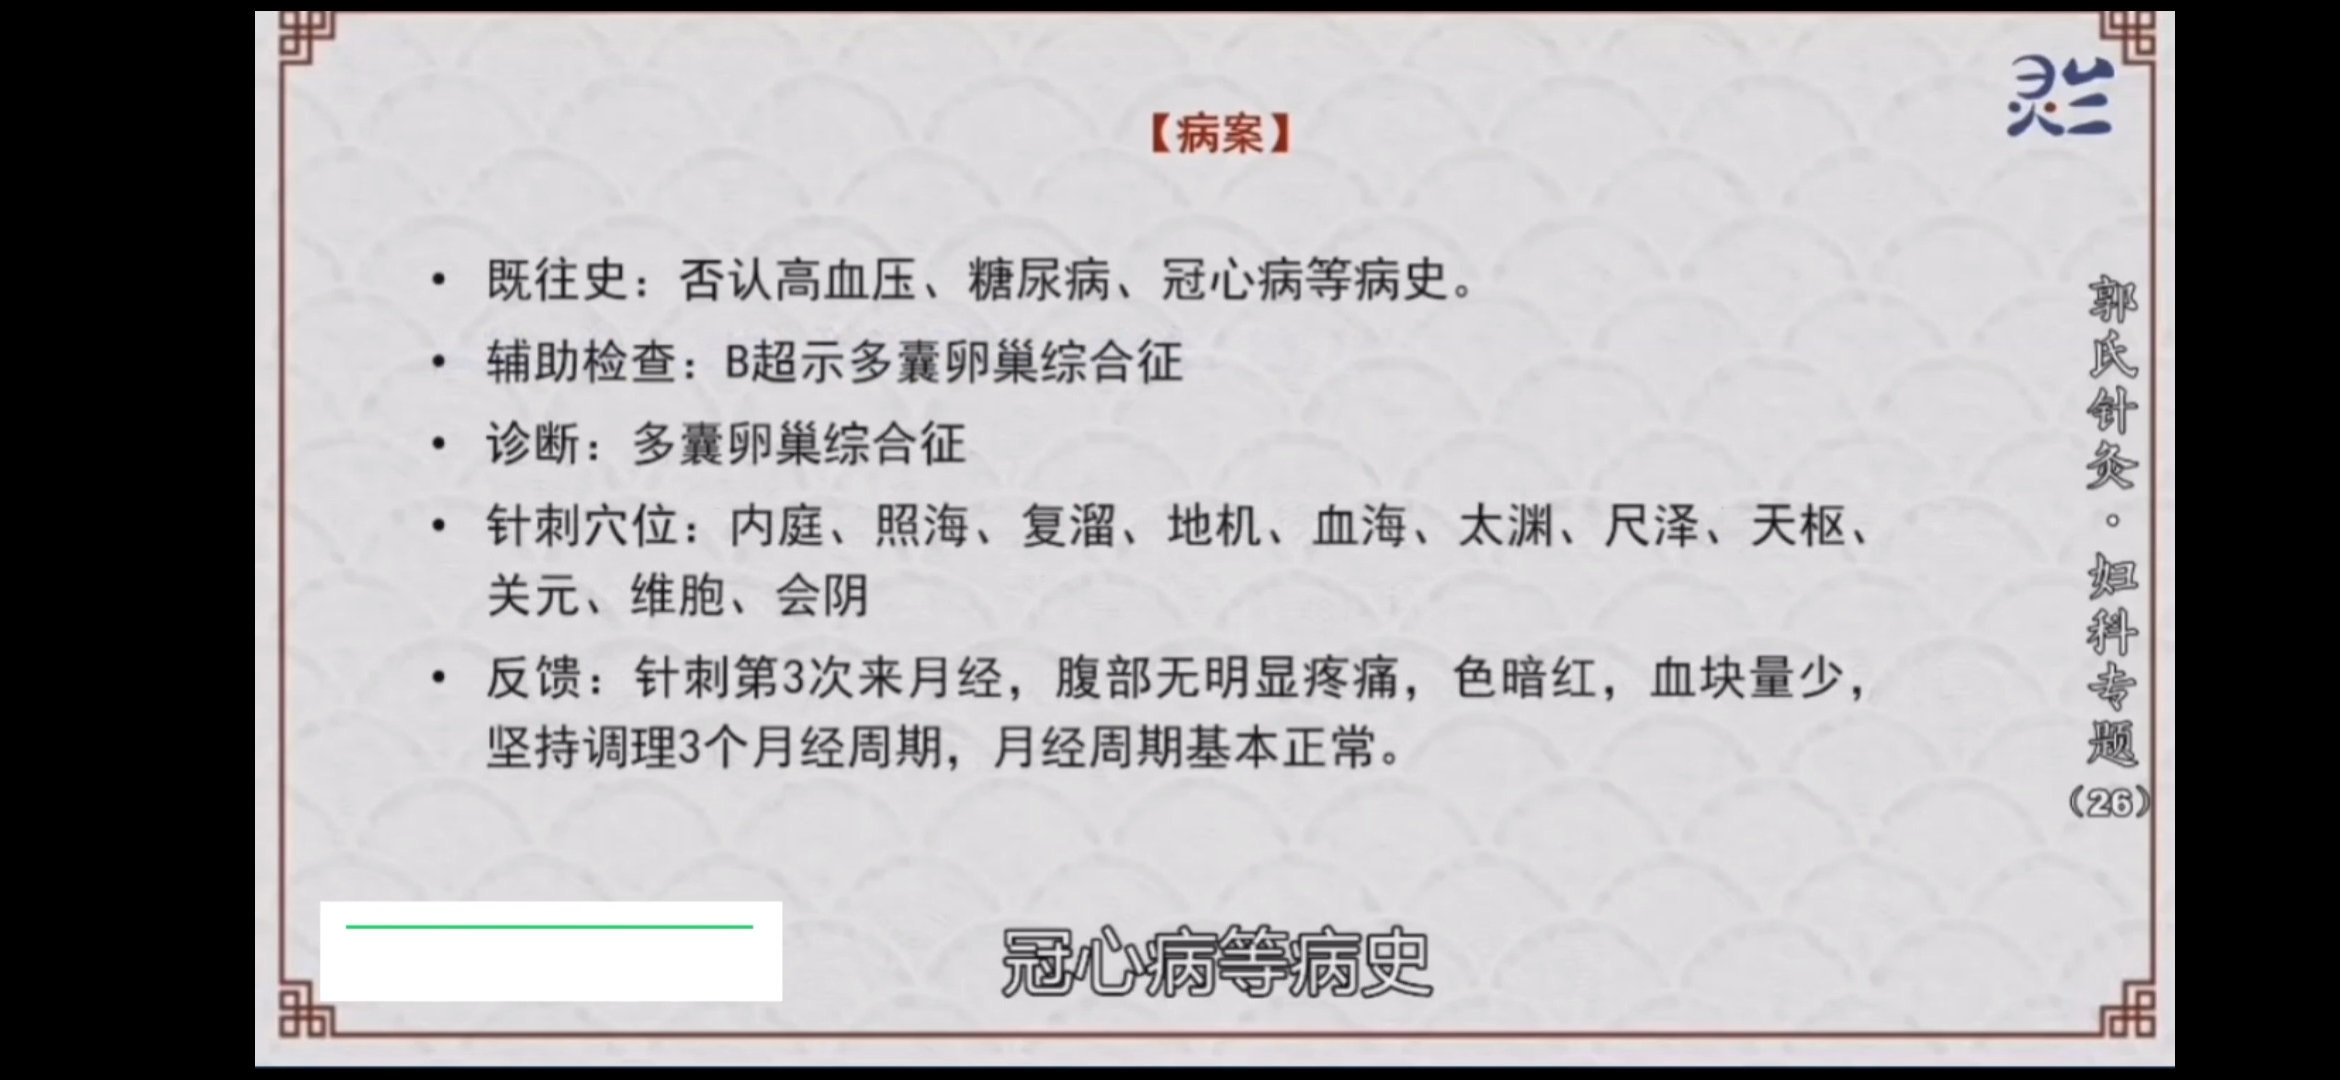 【病案】
灵兰
• 既往史：否认高血压、糖尿病、冠心病等病史。
• 辅助检查：B超示多囊卵巢综合征
• 诊断：多囊卵巢综合征
• 针刺穴位：内庭、照海、复溜、地机、血海、太渊、尺泽、天枢、
关元、维胞、会阴
• 反馈：针刺第3次来月经，腹部无明显疼痛，色暗红，血块量少，
坚持调理3个月经周期，月经周期基本正常。
郭氏针灸·妇科专题
（26）
冠心病等病史